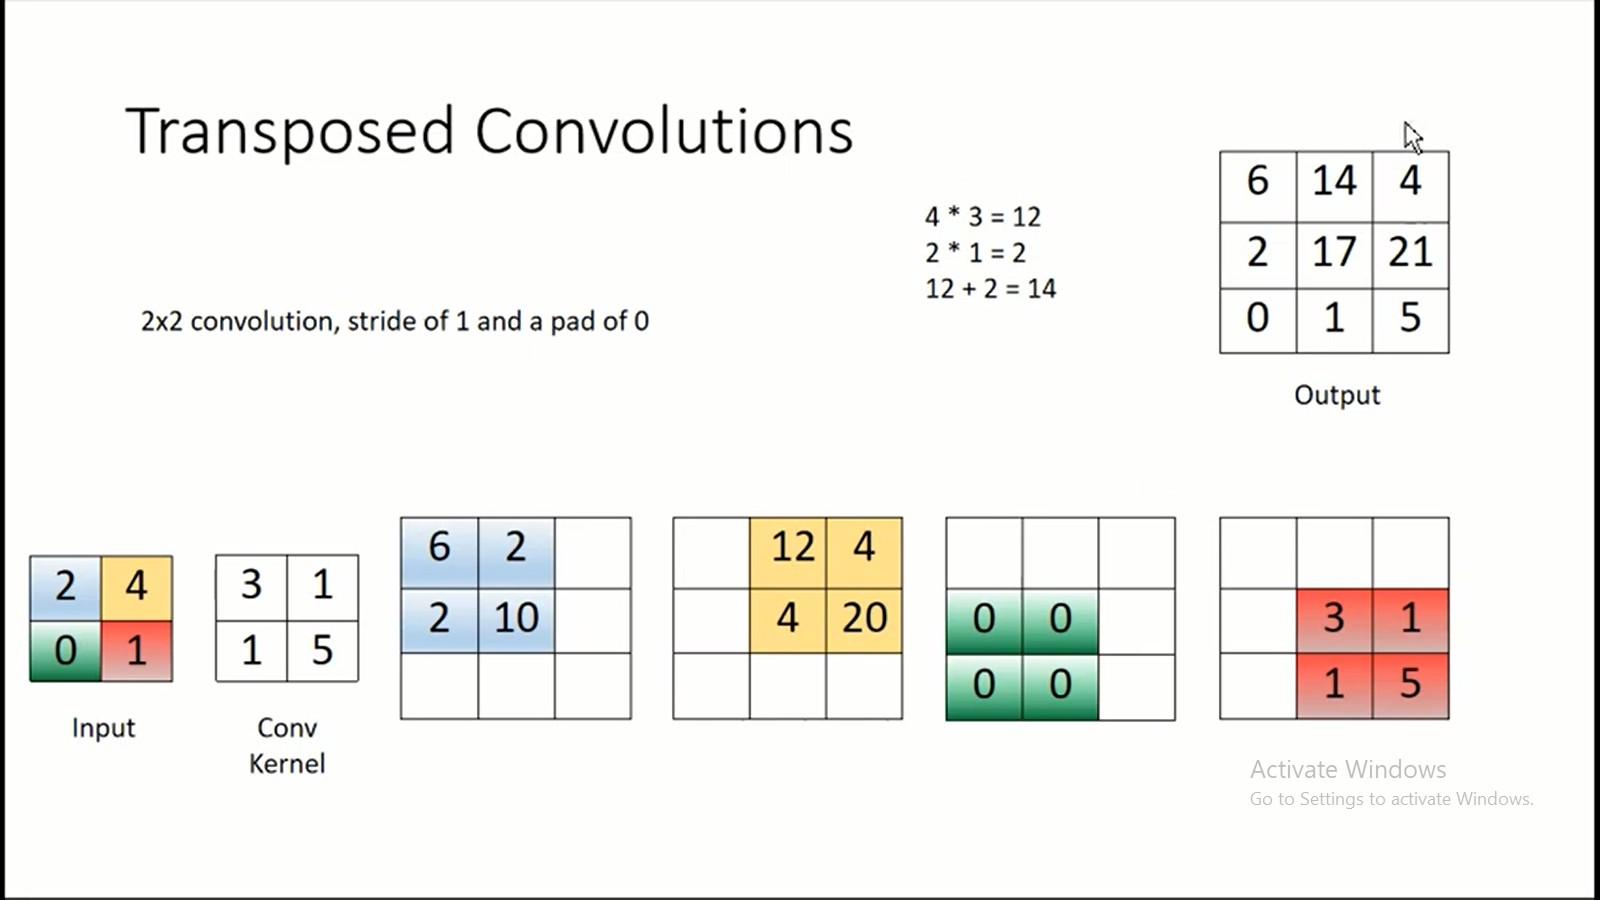 Transposed Convolutions
4 * 3 = 12
2 * 1 = 2
12 + 2 = 14
2x2 convolution, stride of 1 and a pad of 0
6 14 4
2 17 21
0 1 5
Output
2 4
0 1
Input
3 1
1 5
Conv
Kernel
6 2
2 10
12 4
4 20
0 0
0 0
3 1
1 5
Activate Windows
Go to Settings to activate Windows.